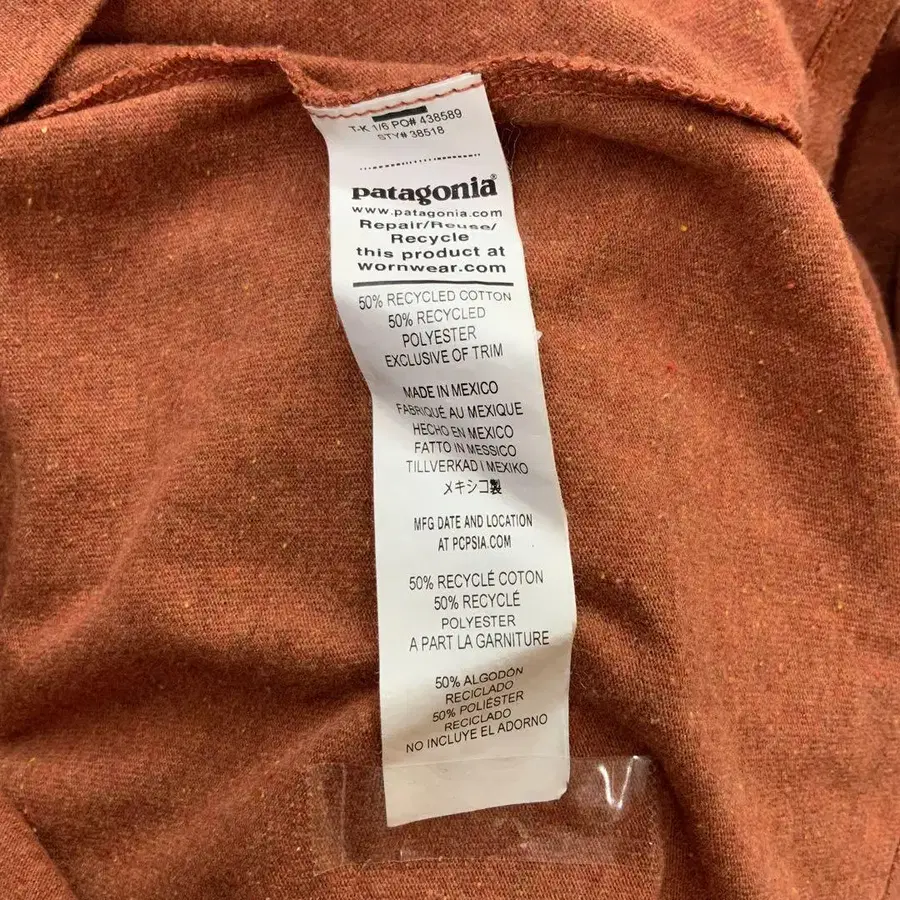 T-K 1/6 PO# 438589
STY# 38518
patagonia®
www.patagonia.com
Repair/Reuse/
Recycle
this product at
wornwear.com
50% RECYCLED COTTON
50% RECYCLED
POLYESTER
EXCLUSIVE OF TRIM
MADE IN MEXICO
FABRIQUÉ AU MEXIQUE
HECHO EN MEXICO
FATTO IN MESSICO
TILLVERKAD I MEXIKO
メキシコ製
MFG DATE AND LOCATION
AT PCPSIA.COM
50% RECYCLÉ COTON
50% RECYCLÉ
POLYESTER
A PART LA GARNITURE
50% ALGODÓN
RECICLADO
50% POLIÉSTER
RECICLADO
NO INCLUYE EL ADORNO